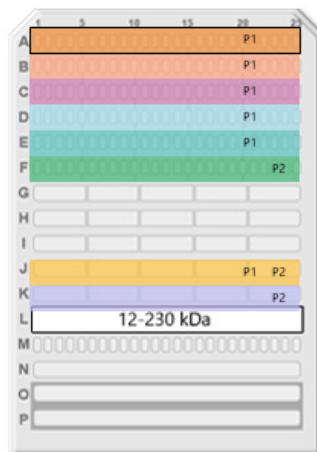 1 5 10 15 20 25
A P1
B P1
C P1
D P1
E P1
F P2
G
H
I
J P1 P2
K P2
L 12-230 kDa
M
N
O
P